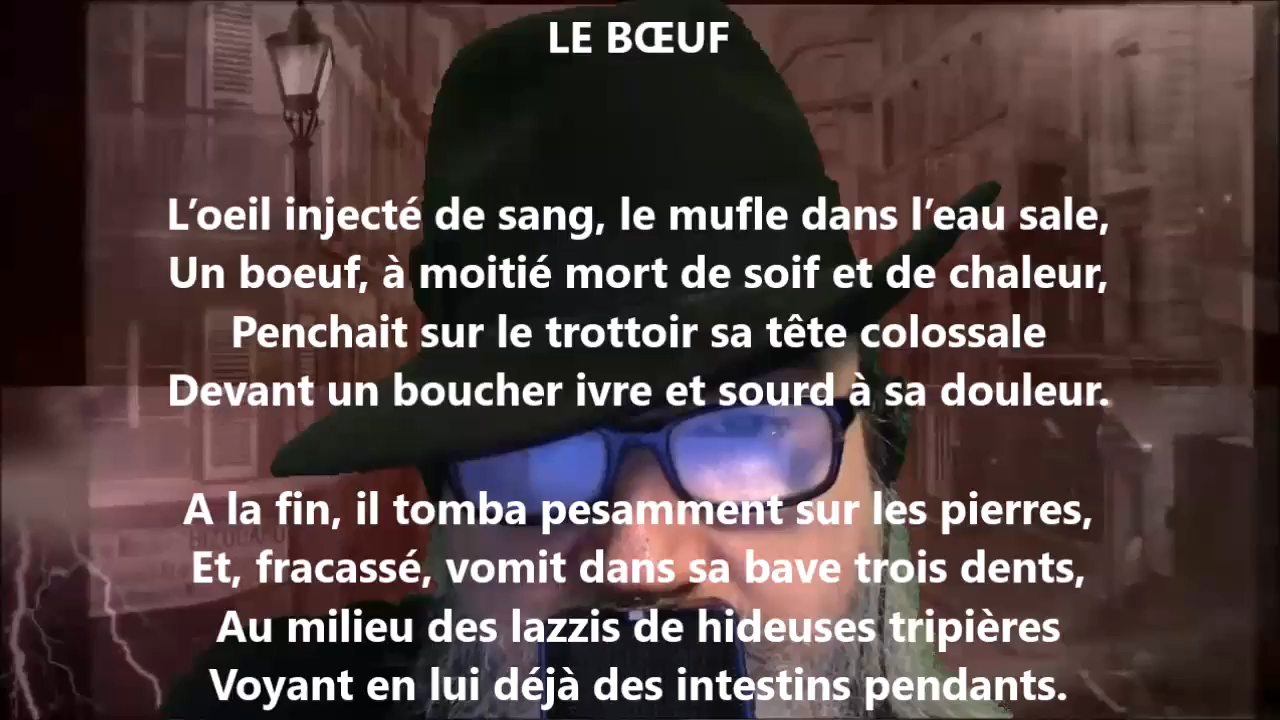 LE BŒUF
L’oeil injecté de sang, le mufle dans l’eau sale,
Un boeuf, à moitié mort de soif et de chaleur,
Penchait sur le trottoir sa tête colossale
Devant un boucher ivre et sourd à sa douleur.
A la fin, il tomba pesamment sur les pierres,
Et, fracassé, vomit dans sa bave trois dents,
Au milieu des lazzis de hideuses tripières
Voyant en lui déjà des intestins pendants.